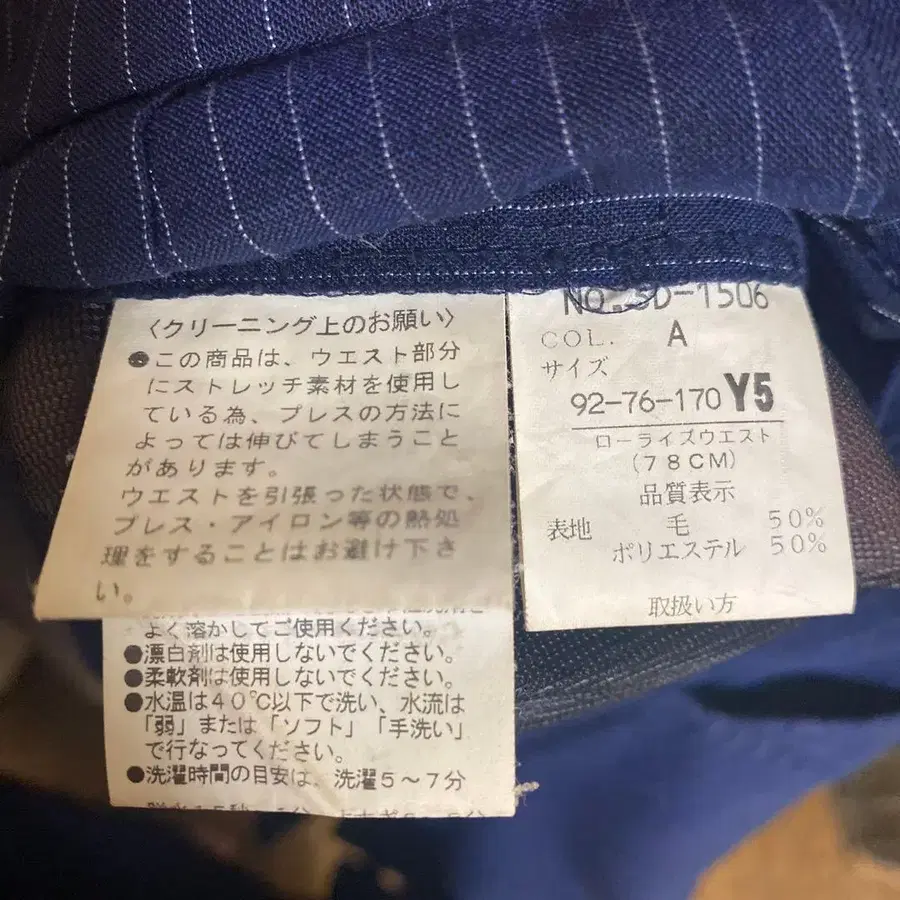 〈クリーニング上のお願い〉
●この商品は、ウエスト部分
にストレッチ素材を使用し
ている為、プレスの方法に
よっては伸びてしまうこと
があります。
ウエストを引張った状態で、
プレス・アイロン等の熱処
理をすることはお避け下さ
い。
よく溶かしてご使用ください。
●漂白剤は使用しないでください。
●柔軟剤は使用しないでください。
●水温は40℃以下で洗い、水流は
「弱」または「ソフト」「手洗い」
で行なってください。
●洗濯時間の目安は、洗濯5～7分
NO.SD-1506
COL. A
サイズ
92-76-170 Y5
ローライズウエスト
(78CM)
品質表示
表地 毛 50%
ポリエステル 50%
取扱い方